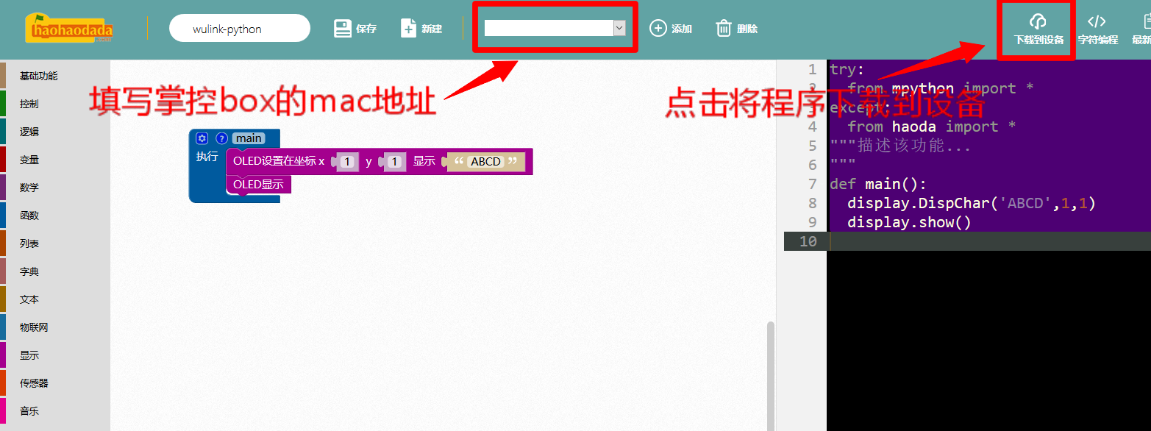 haohaodada
wulink-python
保存
新建
添加
删除
下载到设备
字符编程
填写掌控box的mac地址
点击将程序下载到设备
基础功能
控制
逻辑
变量
数学
函数
列表
字典
文本
物联网
显示
传感器
音乐
? main
执行
OLED设置在坐标 x 1 y 1 显示 “ ABCD ”
OLED显示
1 try:
2 from mpython import *
3 except:
4 from haoda import *
5 """描述该功能...
6 """
7 def main():
8 display.DispChar('ABCD',1,1)
9 display.show()
10